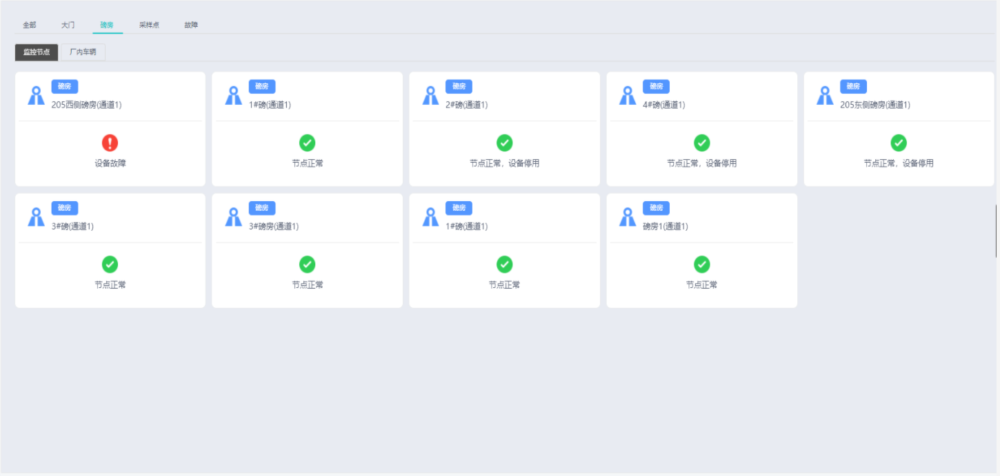 全部 大门 磅房 采样点 故障
监控节点 厂内车辆
磅房 磅房 磅房 磅房 磅房
205西侧磅房(通道1) 1#磅(通道1) 2#磅(通道1) 4#磅(通道1) 205东侧磅房(通道1)
设备故障 节点正常 节点正常，设备停用 节点正常，设备停用 节点正常，设备停用
磅房 磅房 磅房 磅房
3#磅(通道1) 3#磅房(通道1) 1#磅(通道1) 磅房1(通道1)
节点正常 节点正常 节点正常 节点正常